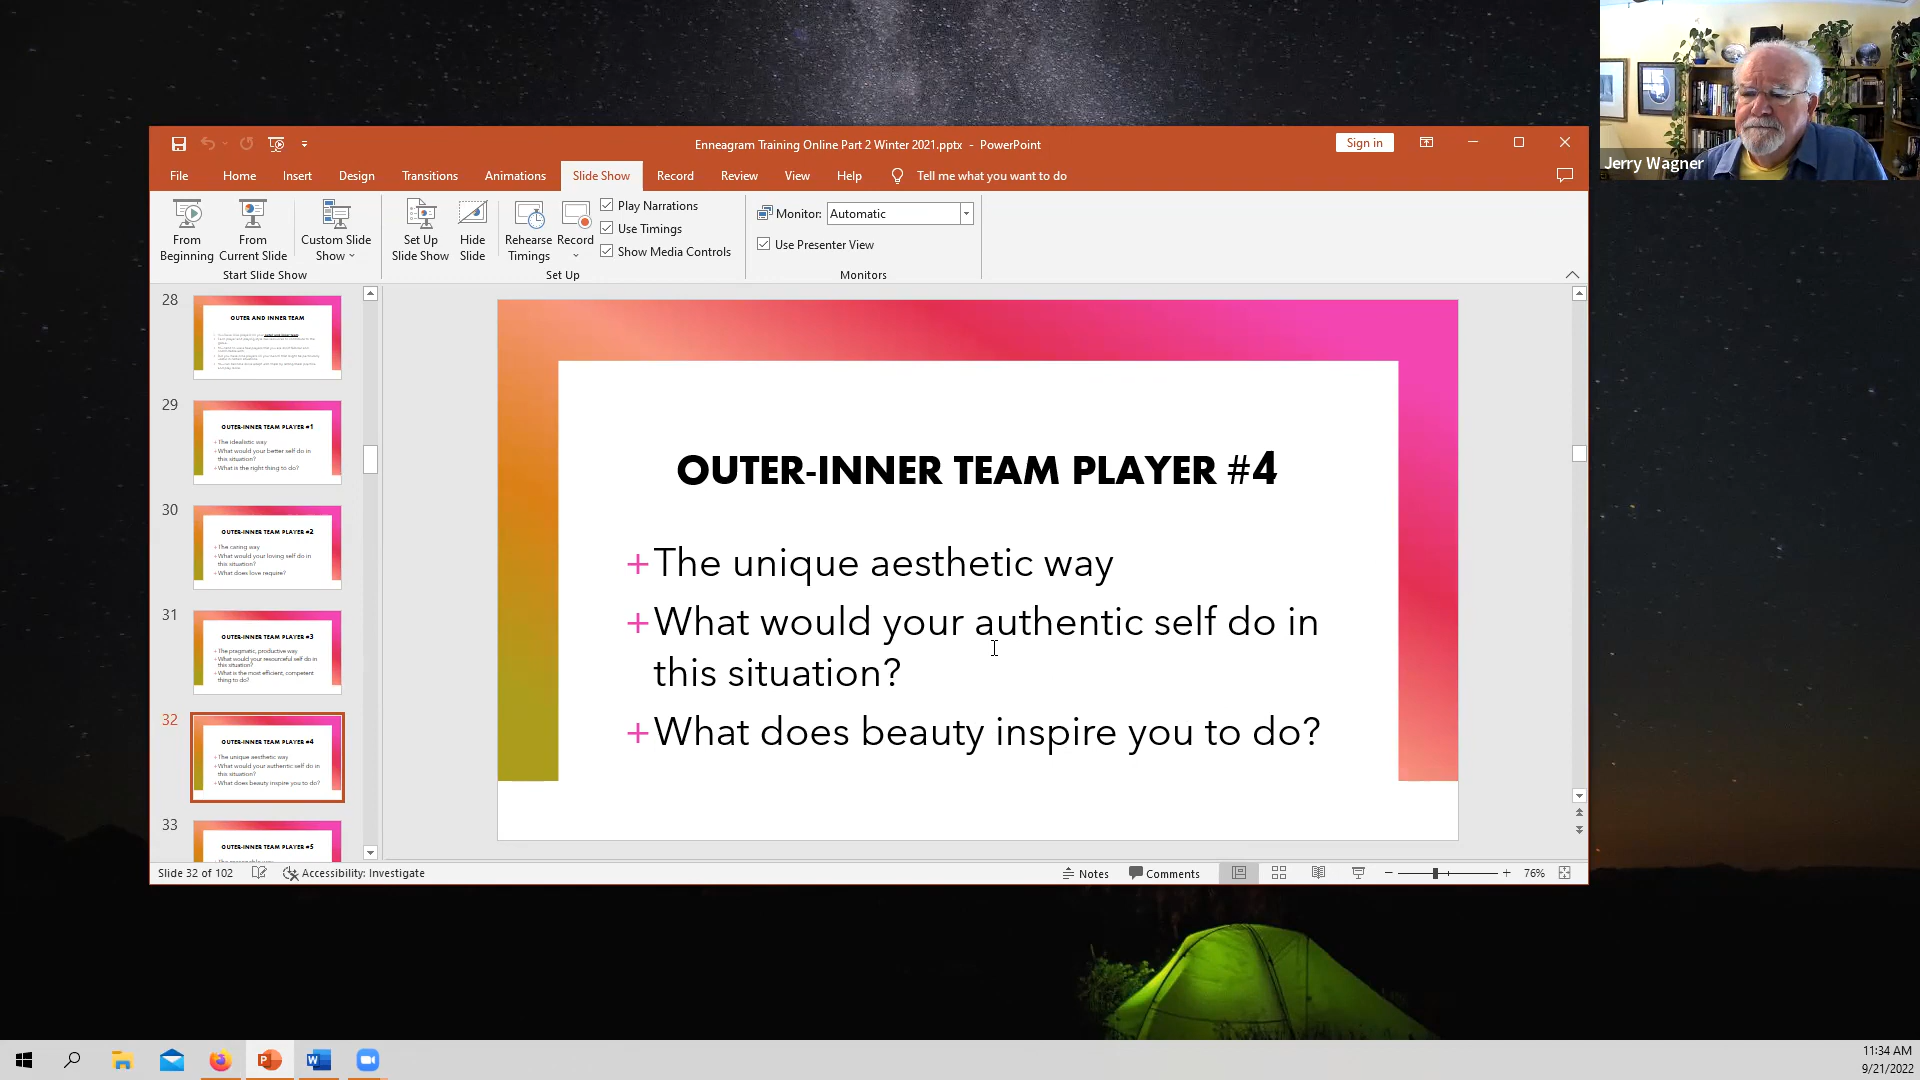 Jerry Wagner
Enneagram Training Online Part 2 Winter 2021.pptx - PowerPoint
Sign in
File Home Insert Design Transitions Animations Slide Show Record Review View Help Tell me what you want to do
From Beginning
From Current Slide
Custom Slide Show
Start Slide Show
Set Up Slide Show
Hide Slide
Rehearse Timings
Record
Play Narrations
Use Timings
Show Media Controls
Set Up
Monitor: Automatic
Use Presenter View
Monitors
28
OUTER AND INNER TEAM
29
OUTER-INNER TEAM PLAYER #1
+ The idealistic way
+ What would your better self do in
this situation?
+ What is the right thing to do?
30
OUTER-INNER TEAM PLAYER #2
+ The caring way
+ What would your loving self do in
this situation?
+ What does love require?
31
OUTER-INNER TEAM PLAYER #3
+ The pragmatic, productive way
+ What would your resourceful self do in
this situation?
+ What is the most efficient, competent
thing to do?
32
OUTER-INNER TEAM PLAYER #4
+ The unique aesthetic way
+ What would your authentic self do in
this situation?
+ What does beauty inspire you to do?
33
OUTER-INNER TEAM PLAYER #5
OUTER-INNER TEAM PLAYER #4
+The unique aesthetic way
+What would your authentic self do in
this situation?
+What does beauty inspire you to do?
Slide 32 of 102 Accessibility: Investigate Notes Comments 76%
11:34 AM
9/21/2022